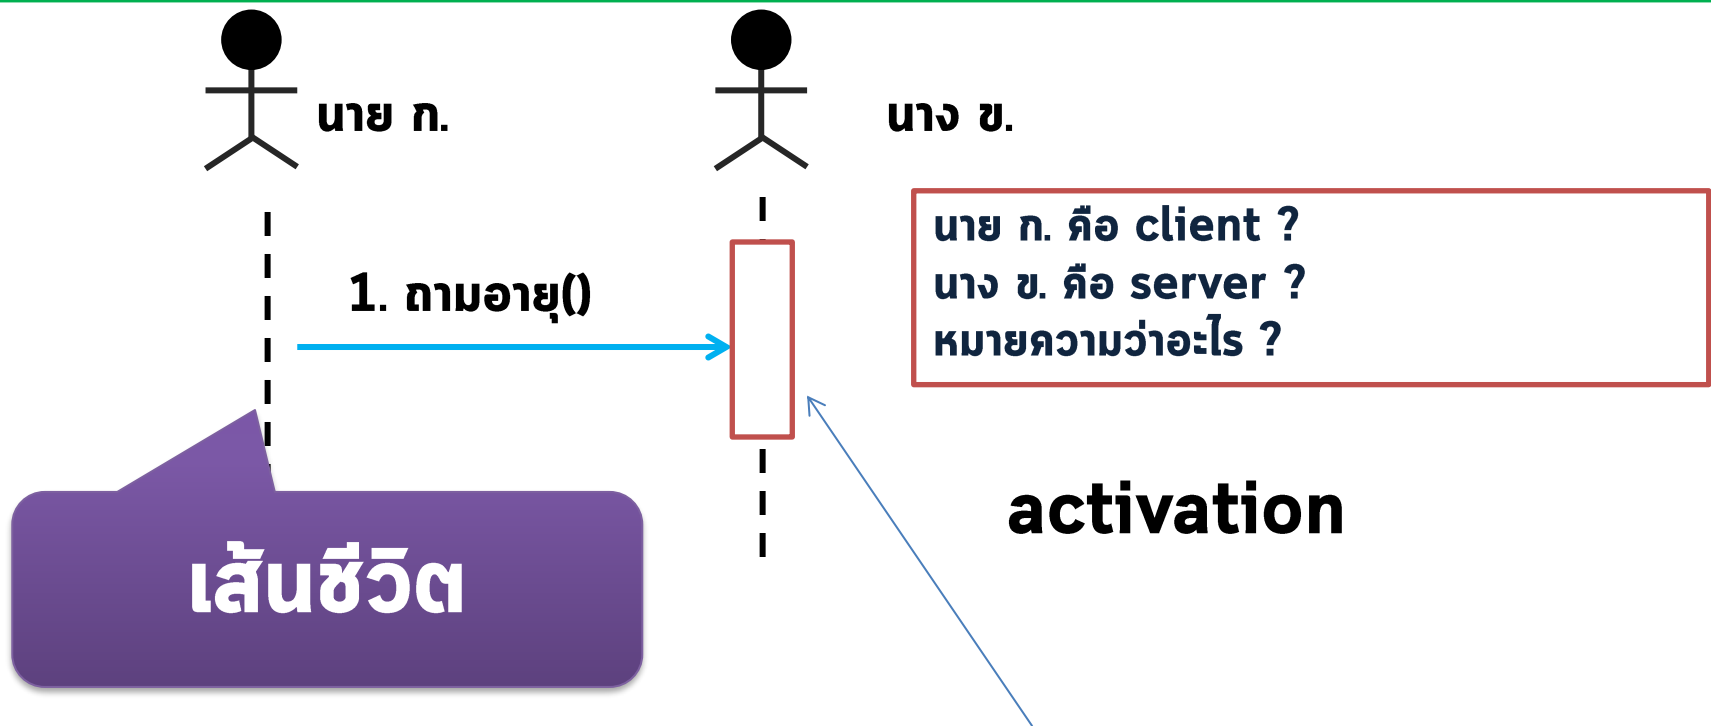 นาย ก.
นาง ข.
นาย ก. คือ client ?
นาง ข. คือ server ?
หมายความว่าอะไร ?
1. ถามอายุ()
activation
เส้นชีวิต